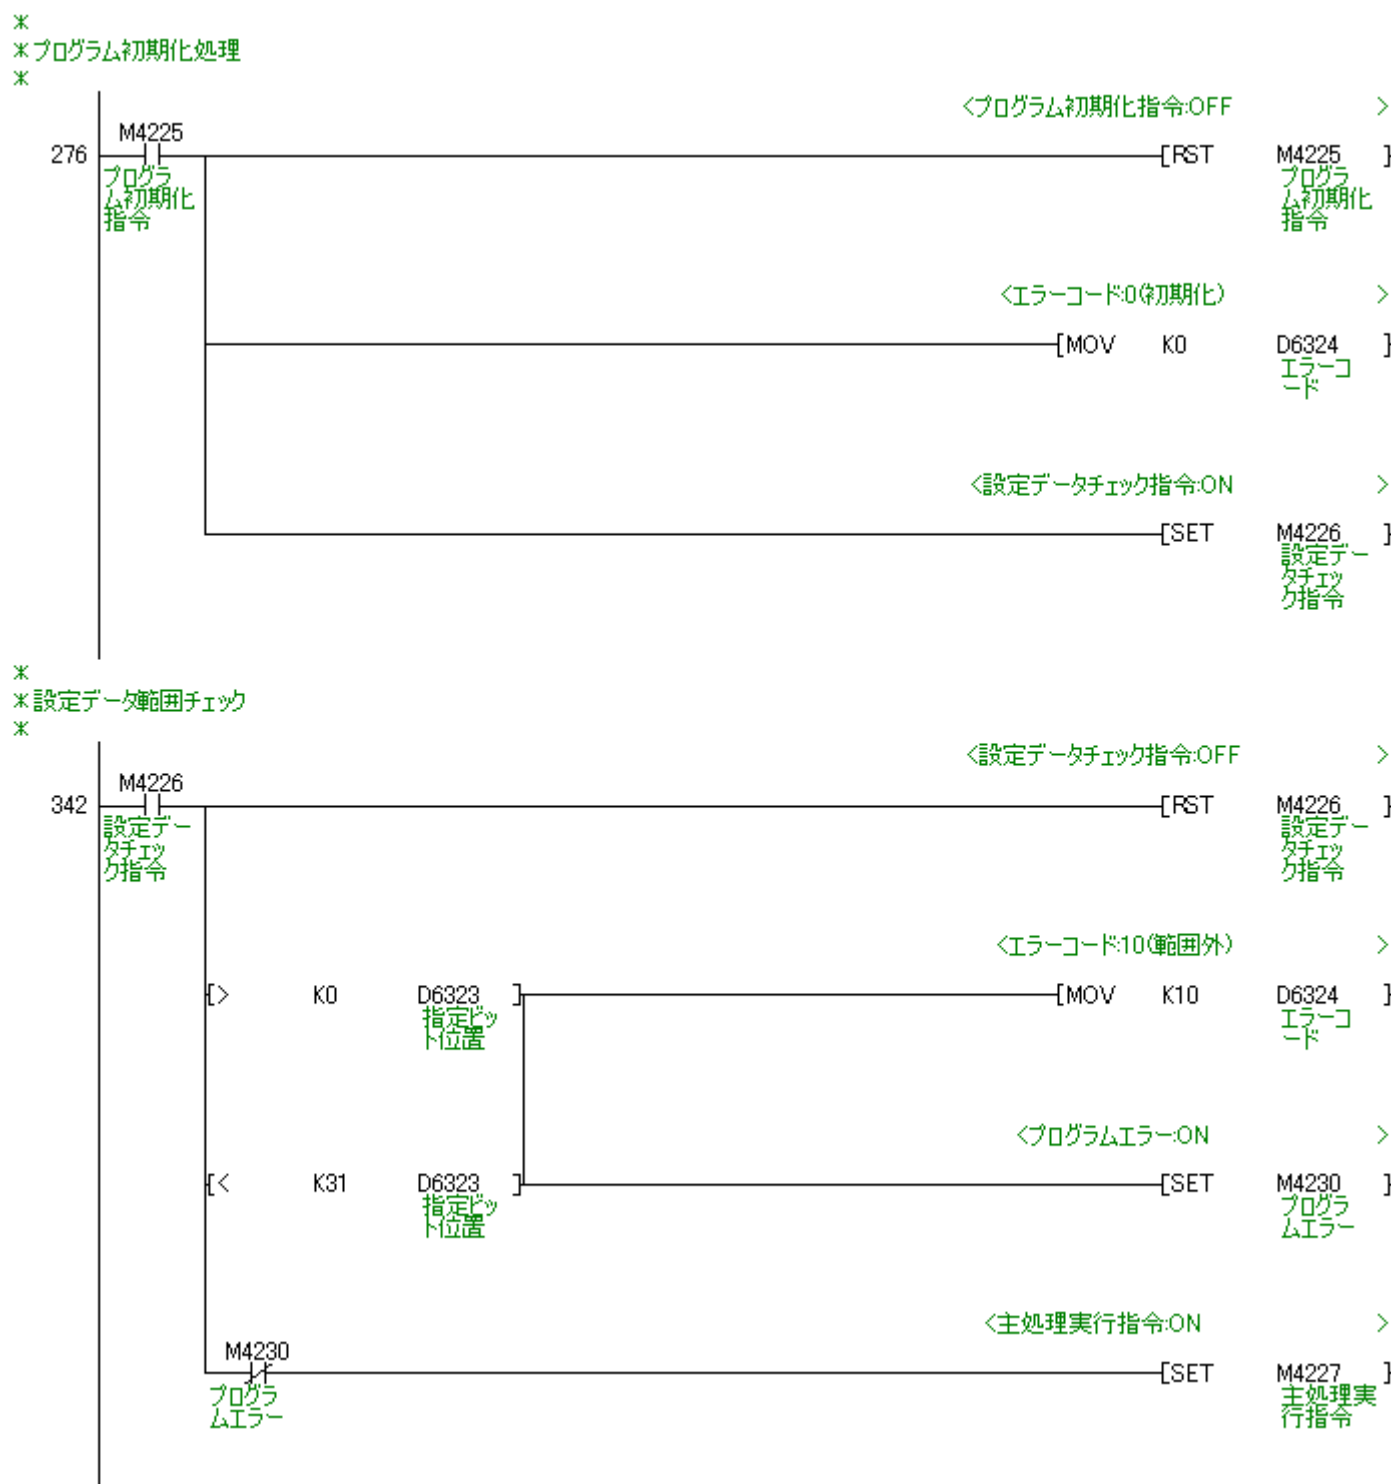 *
*プログラム初期化処理
*
<プログラム初期化指令:OFF >
M4225
276
[RST M4225 ]
プログラ
ム初期化
指令
プログラ
ム初期化
指令
<エラーコード:0(初期化) >
[MOV K0 D6324 ]
エラーコ
ード
<設定データチェック指令:ON >
[SET M4226 ]
設定デー
タチェッ
ク指令
*
*設定データ範囲チェック
*
<設定データチェック指令:OFF >
M4226
342
[RST M4226 ]
設定デー
タチェッ
ク指令
設定デー
タチェッ
ク指令
<エラーコード:10(範囲外) >
[> K0 D6323 ] [MOV K10 D6324 ]
指定ビッ
ト位置
エラーコ
ード
<プログラムエラー:ON >
[< K31 D6323 ] [SET M4230 ]
指定ビッ
ト位置
プログラ
ムエラー
<主処理実行指令:ON >
M4230
[SET M4227 ]
プログラ
ムエラー
主処理実
行指令